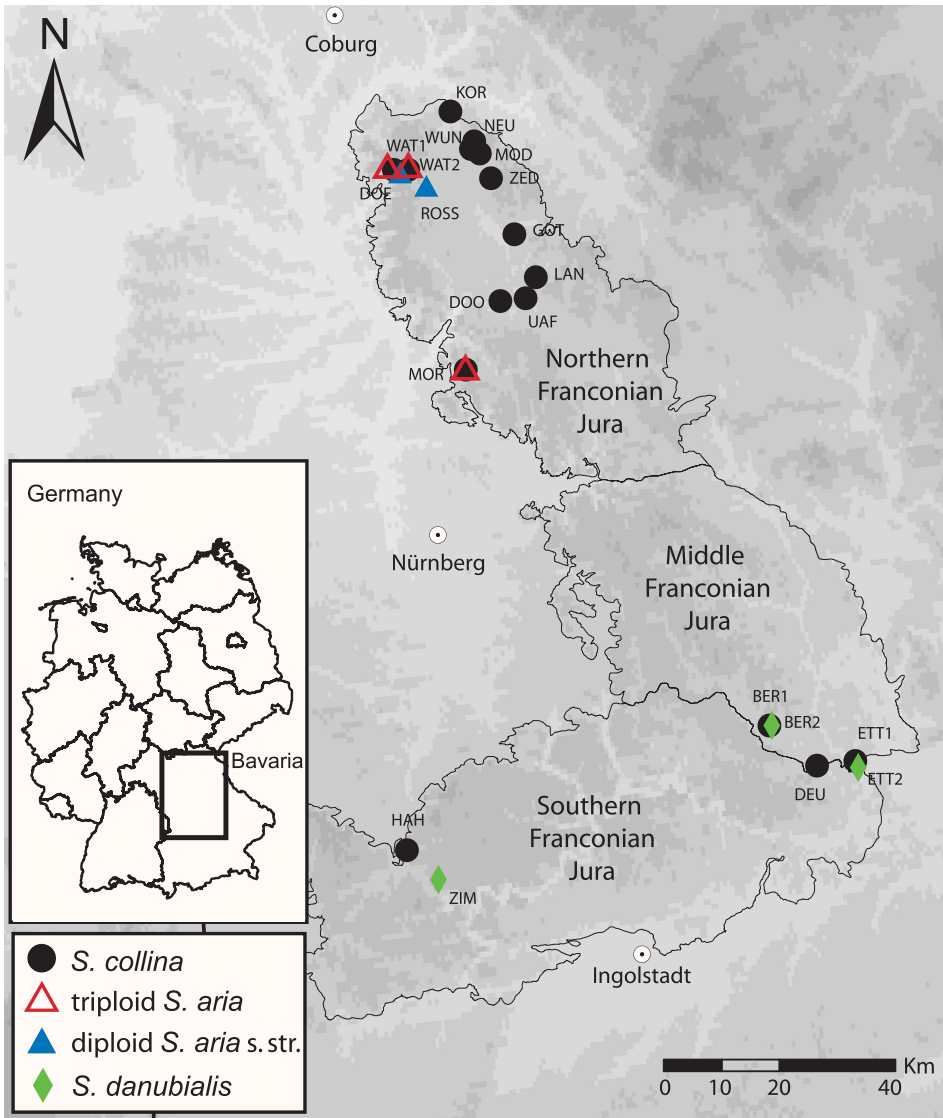 N
Coburg
KOR
NEU
WUN
MOD
WAT1
WAT2
ZED
DOE
ROSS
GOT
LAN
DOO
UAF
MOR
Northern
Franconian
Jura
Germany
Bavaria
Nürnberg
Middle
Franconian
Jura
BER1
BER2
ETT1
ETT2
DEU
HAH
ZIM
Southern
Franconian
Jura
Ingolstadt
S. collina
triploid S. aria
diploid S. aria s. str.
S. danubialis
Km
0 10 20 40